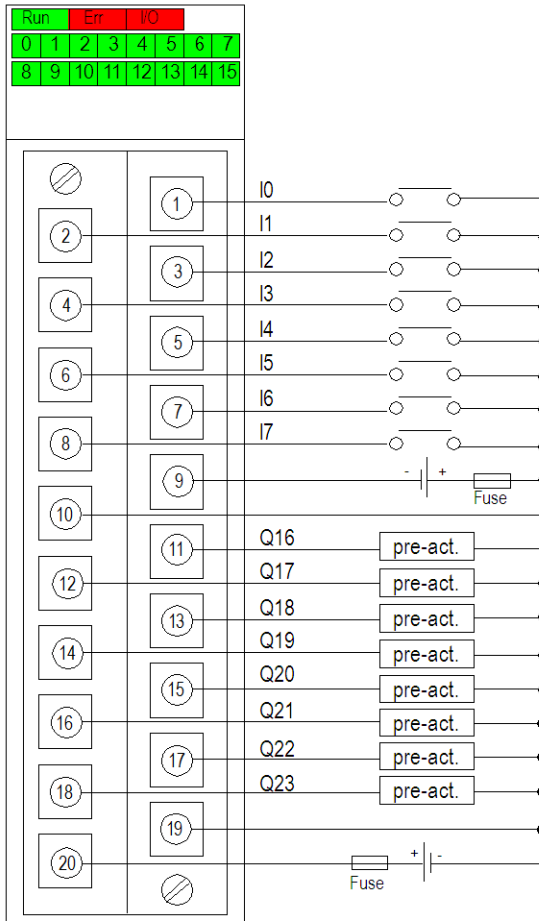 Run Err I/O
0 1 2 3 4 5 6 7
8 9 10 11 12 13 14 15
1 I0
2 I1
3 I2
4 I3
5 I4
6 I5
7 I6
8 I7
9 - +
Fuse
10
11 Q16 pre-act.
12 Q17 pre-act.
13 Q18 pre-act.
14 Q19 pre-act.
15 Q20 pre-act.
16 Q21 pre-act.
17 Q22 pre-act.
18 Q23 pre-act.
19
20 + -
Fuse